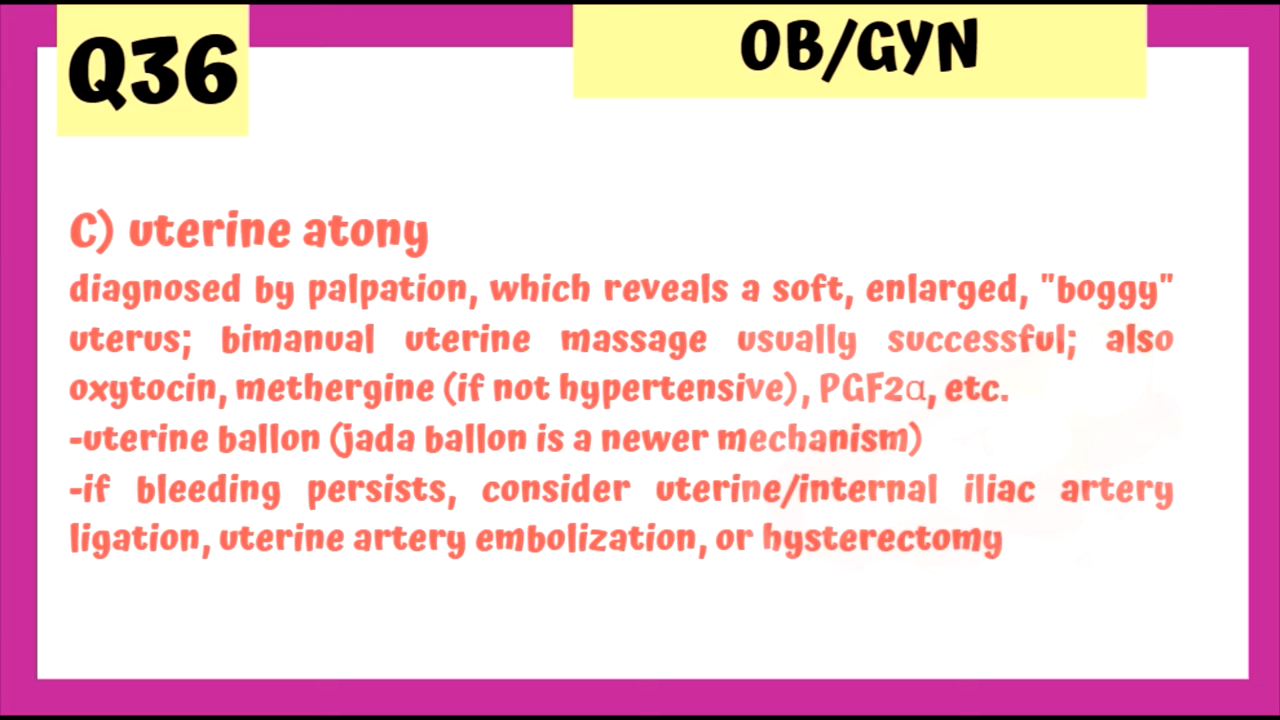 Q36
OB/GYN
C) uterine atony
diagnosed by palpation, which reveals a soft, enlarged, "boggy"
uterus; bimanual uterine massage usually successful; also
oxytocin, methergine (if not hypertensive), PGF2α, etc.
-uterine ballon (jada ballon is a newer mechanism)
-if bleeding persists, consider uterine/internal iliac artery
ligation, uterine artery embolization, or hysterectomy